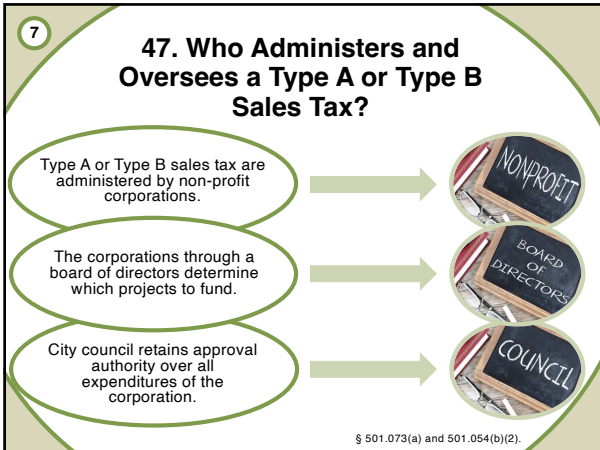 7
47. Who Administers and
Oversees a Type A or Type B
Sales Tax?
Type A or Type B sales tax are
administered by non-profit
corporations.
NONPROFIT
The corporations through a
board of directors determine
which projects to fund.
BOARD
OF
DIRECTORS
City council retains approval
authority over all
expenditures of the
corporation.
COUNCIL
§ 501.073(a) and 501.054(b)(2).